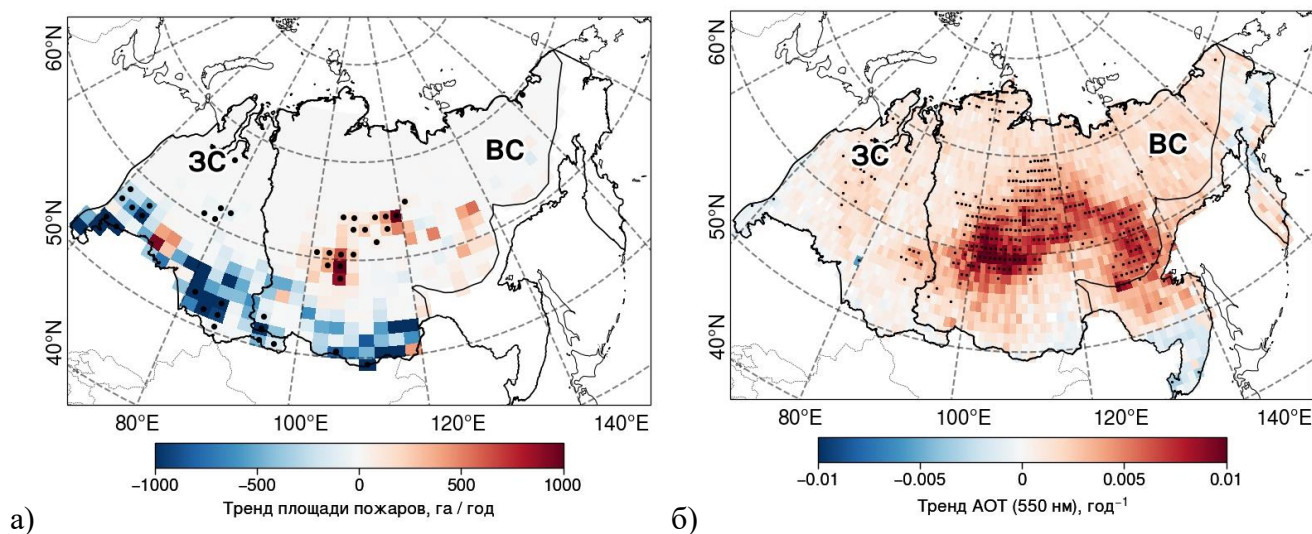 60°N
50°N
40°N
ЗС
ВС
80°E
100°E
120°E
140°E
-1000
-500
0
500
1000
Тренд площади пожаров, га / год
а)
60°N
50°N
40°N
ЗС
ВС
80°E
100°E
120°E
140°E
-0.01
-0.005
0
0.005
0.01
Тренд АОТ (550 нм), год⁻¹
б)